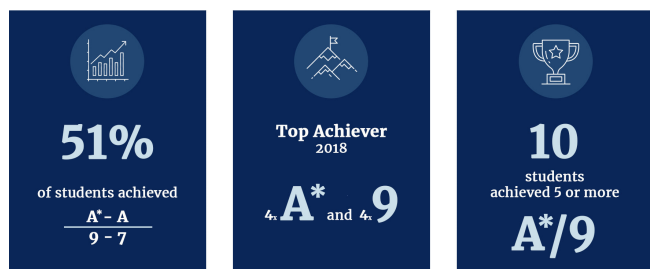 51%
of students achieved
A*- A
9 - 7
Top Achiever
2018
4x A* and 4x 9
10
students
achieved 5 or more
A*/9